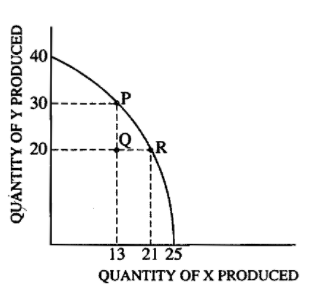 QUANTITY OF Y PRODUCED
40
30
20
P
Q
R
13 21 25
QUANTITY OF X PRODUCED